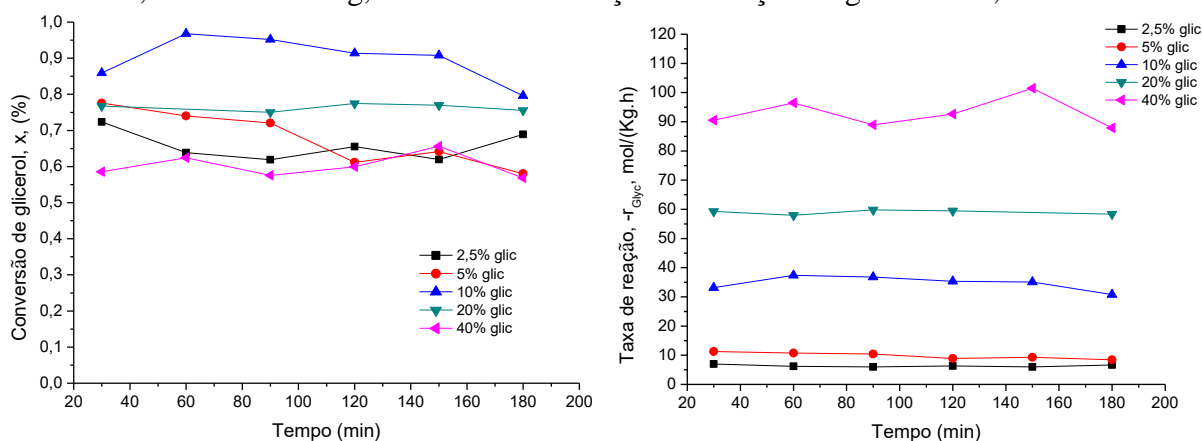 Conversão de glicerol, x, (%)
1,0
0,9
0,8
0,7
0,6
0,5
0,4
0,3
0,2
0,1
0,0
20 40 60 80 100 120 140 160 180 200
Tempo (min)
2,5% glic
5% glic
10% glic
20% glic
40% glic
Taxa de reação, -r_Glyc, mol/(Kg.h)
120
110
100
90
80
70
60
50
40
30
20
10
0
20 40 60 80 100 120 140 160 180 200
Tempo (min)
2,5% glic
5% glic
10% glic
20% glic
40% glic